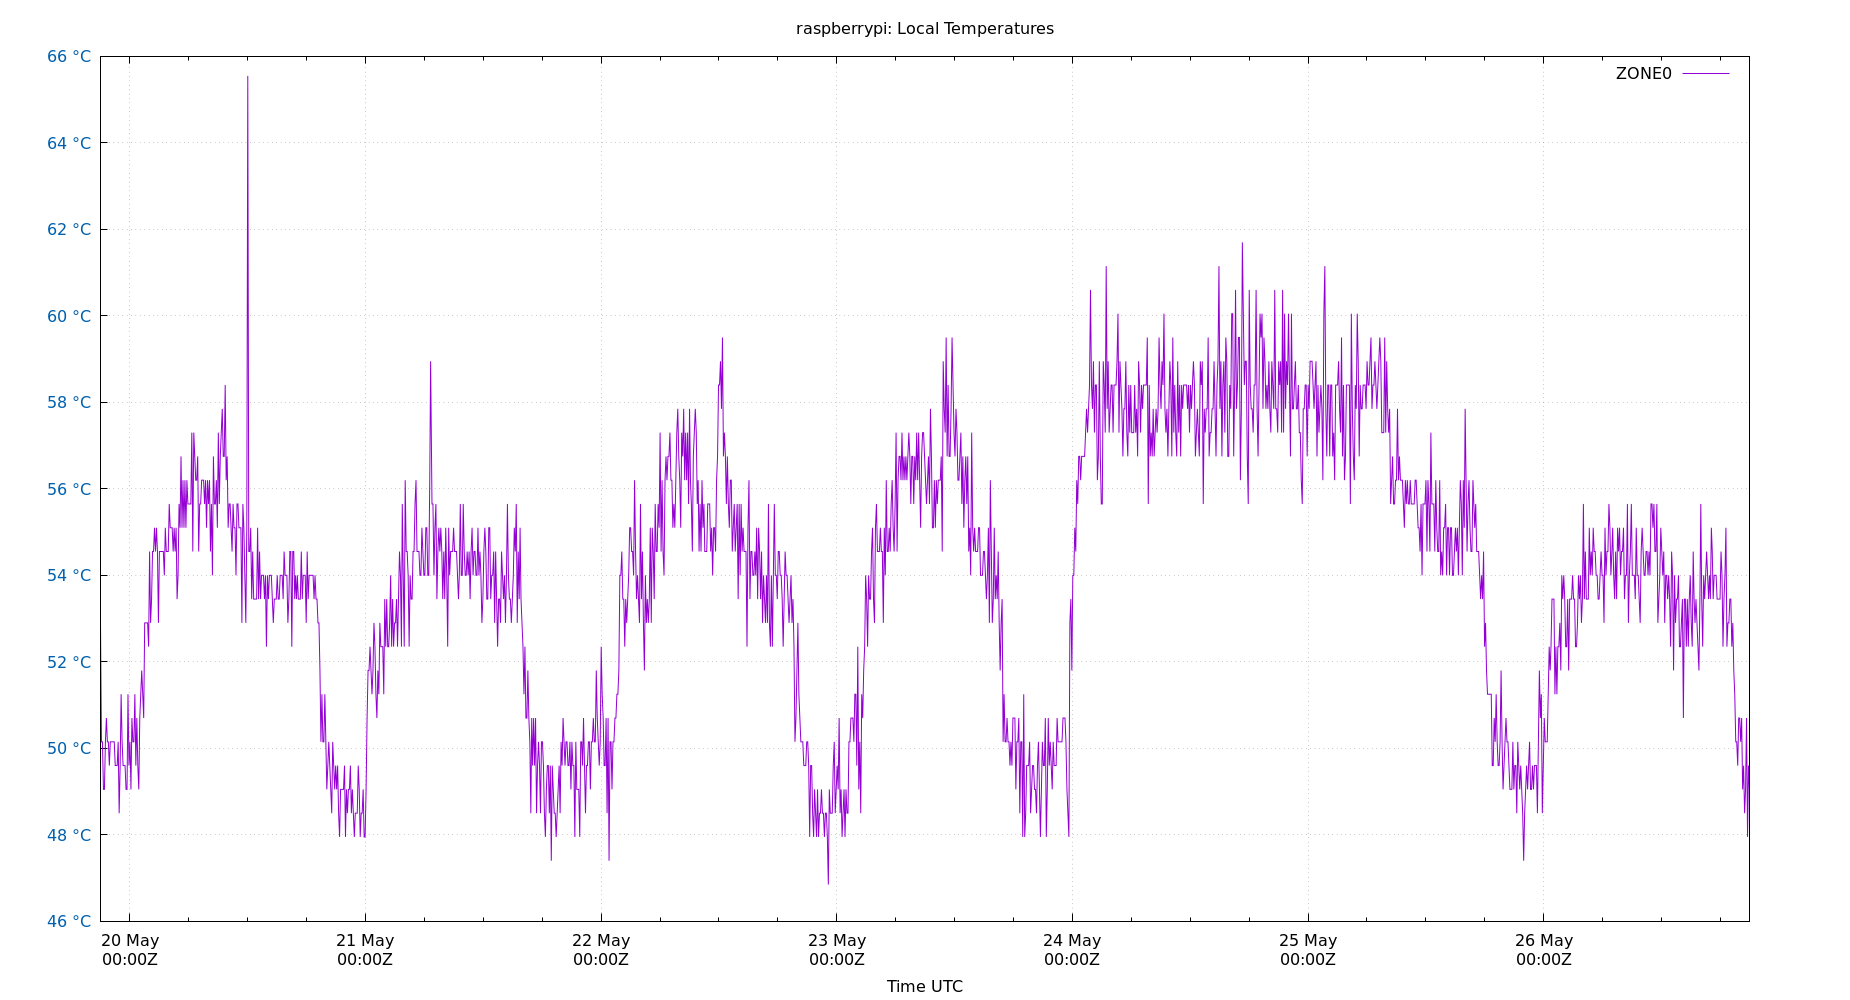 raspberrypi: Local Temperatures
66 °C
ZONE0
64 °C
62 °C
60 °C
58 °C
56 °C
54 °C
52 °C
50 °C
48 °C
46 °C
20 May 21 May 22 May 23 May 24 May 25 May 26 May
00:00Z 00:00Z 00:00Z 00:00Z 00:00Z 00:00Z 00:00Z
Time UTC